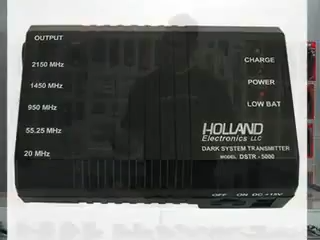 OUTPUT
2150 MHz
1450 MHz
950 MHz
55.25 MHz
20 MHz
CHARGE
POWER
LOW BAT
HOLLAND
Electronics LLC
DARK SYSTEM TRANSMITTER
MODEL DSTR - 5000
OFF ON DC +15V